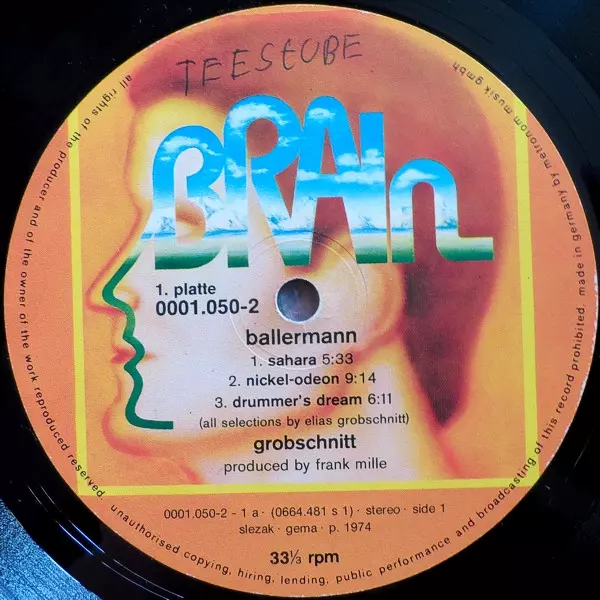 TEEStUBE
BRAIn
1. platte
0001.050-2
ballermann
1. sahara 5:33
2. nickel-odeon 9:14
3. drummer's dream 6:11
(all selections by elias grobschnitt)
grobschnitt
produced by frank mille
0001.050-2 - 1 a · (0664.481 s 1) · stereo · side 1
slezak · gema · p. 1974
33⅓ rpm
all rights of the producer and of the owner of the work reproduced reserved. unauthorised copying, hiring, lending, public performance and broadcasting of this record prohibited. made in germany by metronom musik gmbh